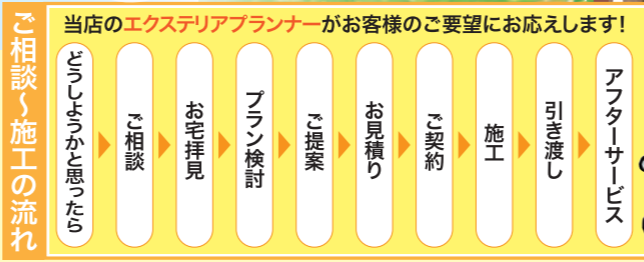 ご相談〜施工の流れ
当店のエクステリアプランナーがお客様のご要望にお応えします!
どうしようかと思ったら
ご相談
お宅拝見
プラン検討
ご提案
お見積り
ご契約
施工
引き渡し
アフターサービス